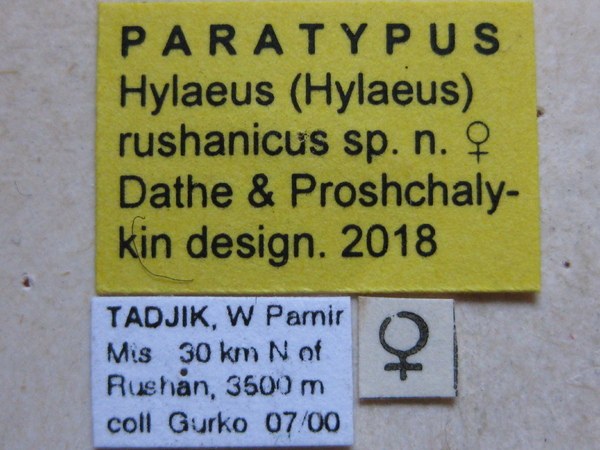 PARATYPUS
Hylaeus (Hylaeus)
rushanicus sp. n. ♀
Dathe & Proshchaly-
kin design. 2018
TADJIK, W Pamir
Mts 30 km N of
Rushan, 3500 m
coll Gurko 07/00
♀